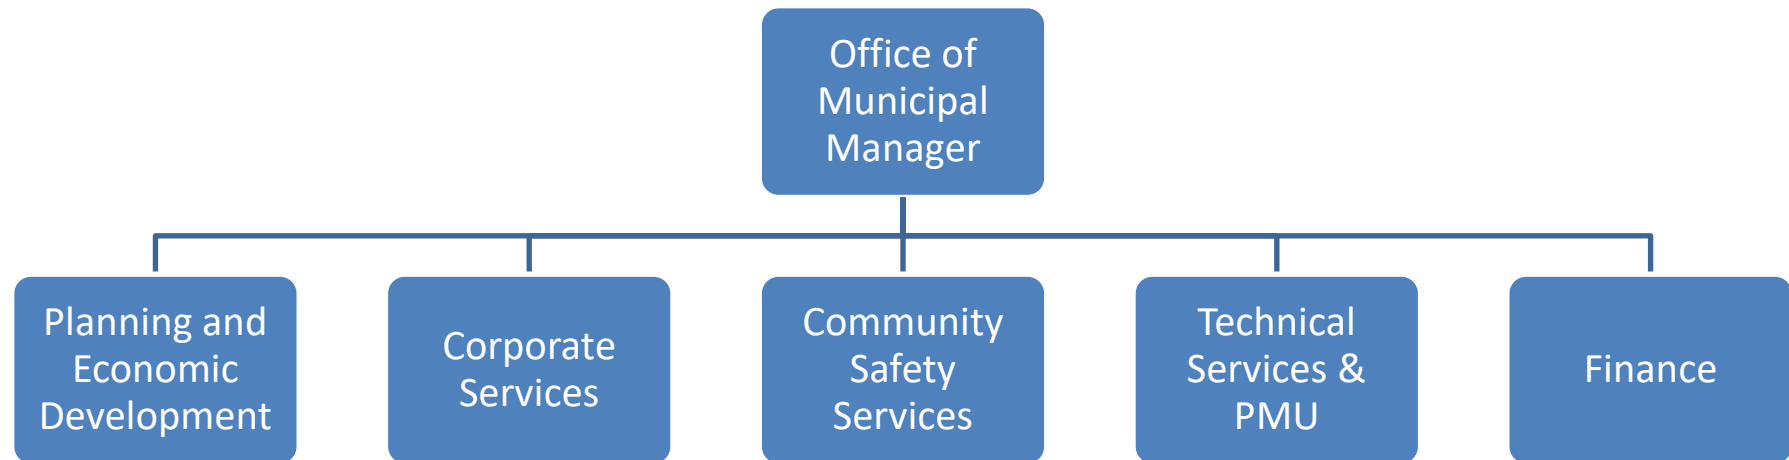 Office of
Municipal
Manager
Planning and
Economic
Development
Corporate
Services
Community
Safety
Services
Technical
Services &
PMU
Finance